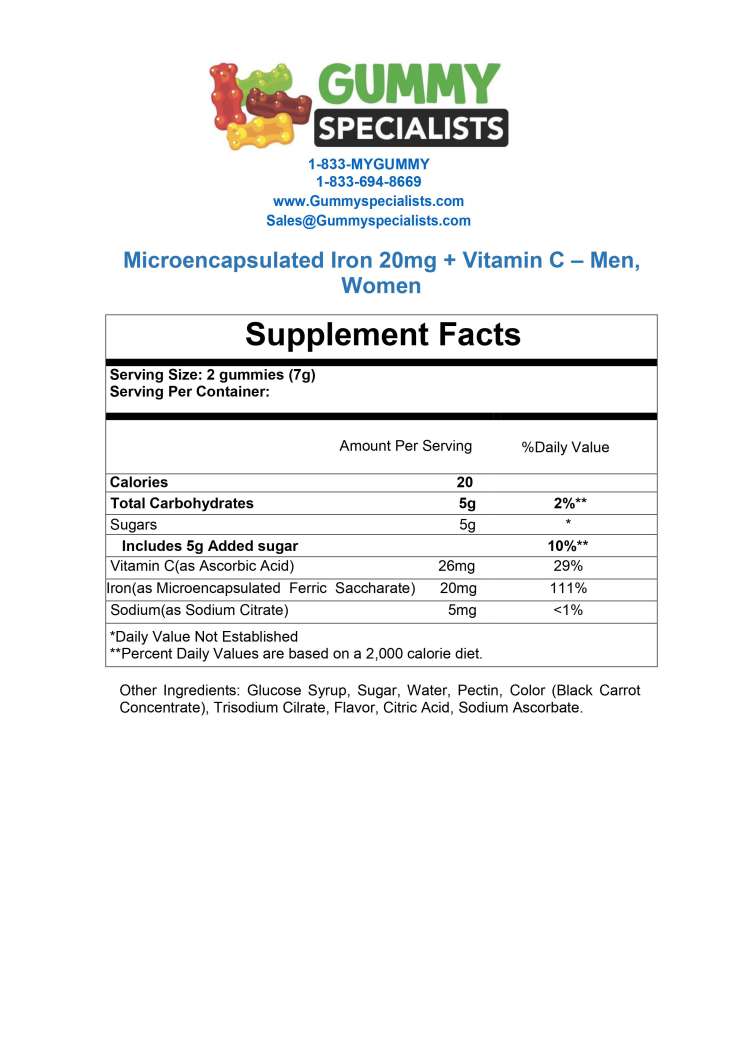 GUMMY
SPECIALISTS
1-833-MYGUMMY
1-833-694-8669
www.Gummyspecialists.com
Sales@Gummyspecialists.com
Microencapsulated Iron 20mg + Vitamin C – Men,
Women
Supplement Facts
Serving Size: 2 gummies (7g)
Serving Per Container:
Amount Per Serving %Daily Value
Calories 20
Total Carbohydrates 5g 2%**
Sugars 5g *
Includes 5g Added sugar 10%**
Vitamin C(as Ascorbic Acid) 26mg 29%
Iron(as Microencapsulated Ferric Saccharate) 20mg 111%
Sodium(as Sodium Citrate) 5mg <1%
*Daily Value Not Established
**Percent Daily Values are based on a 2,000 calorie diet.
Other Ingredients: Glucose Syrup, Sugar, Water, Pectin, Color (Black Carrot
Concentrate), Trisodium Cilrate, Flavor, Citric Acid, Sodium Ascorbate.